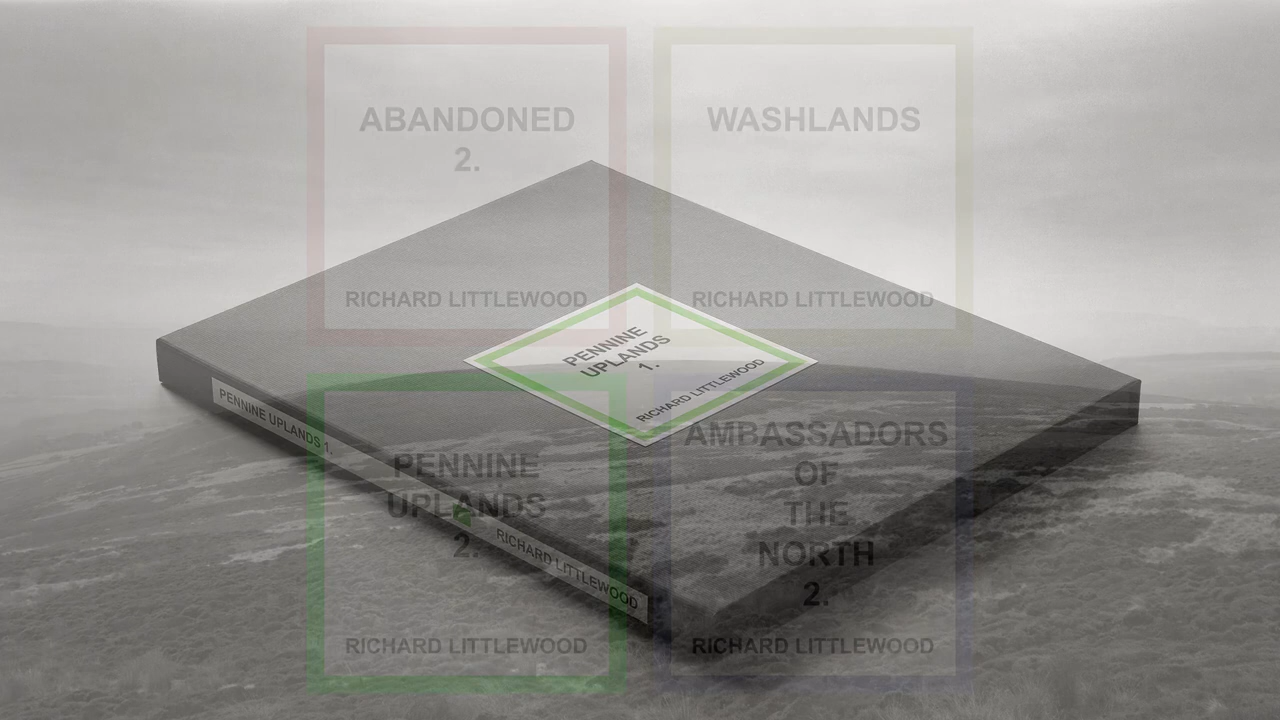 ABANDONED
2.
RICHARD LITTLEWOOD
WASHLANDS
RICHARD LITTLEWOOD
PENNINE
UPLANDS
1.
RICHARD LITTLEWOOD
PENNINE UPLANDS 1.
RICHARD LITTLEWOOD
PENNINE
UPLANDS
2.
RICHARD LITTLEWOOD
AMBASSADORS
OF
THE
NORTH
2.
RICHARD LITTLEWOOD